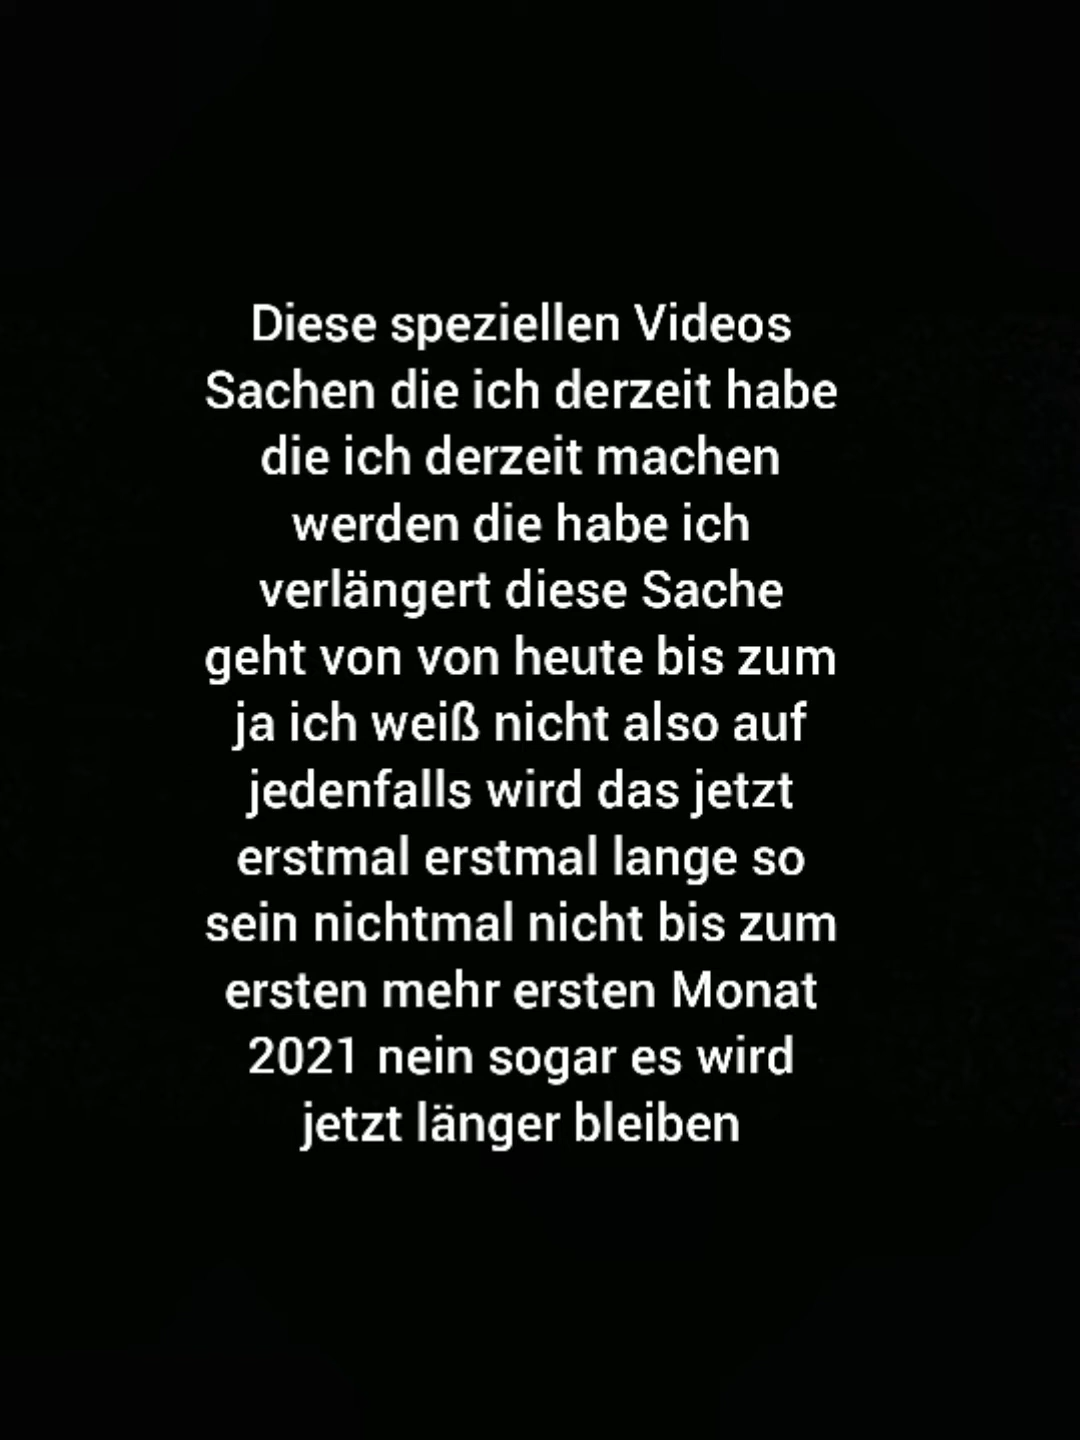 Diese speziellen Videos
Sachen die ich derzeit habe
die ich derzeit machen
werden die habe ich
verlängert diese Sache
geht von von heute bis zum
ja ich weiß nicht also auf
jedenfalls wird das jetzt
erstmal erstmal lange so
sein nichtmal nicht bis zum
ersten mehr ersten Monat
2021 nein sogar es wird
jetzt länger bleiben